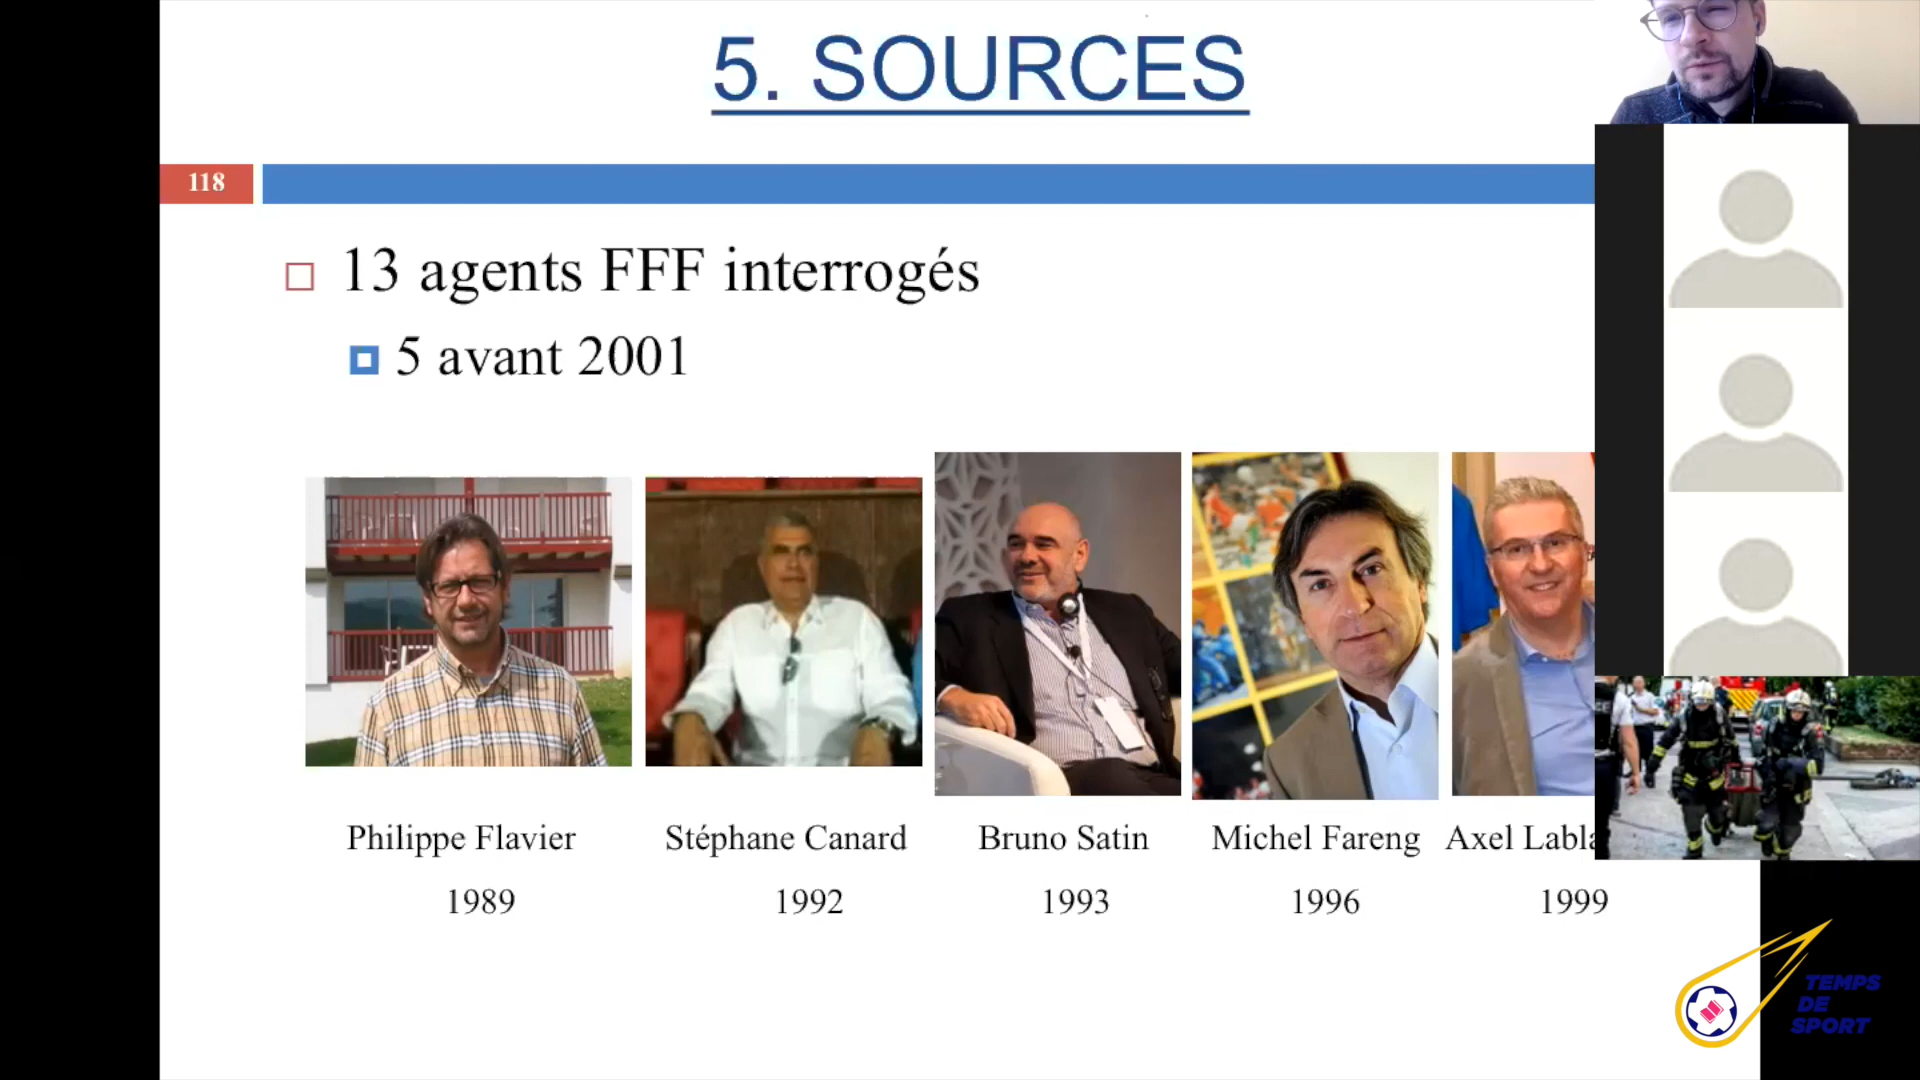 5. SOURCES
118
13 agents FFF interrogés
5 avant 2001
Philippe Flavier
Stéphane Canard
Bruno Satin
Michel Fareng
Axel
1989
1992
1993
1996
1999
TEMPS
DE
SPORT